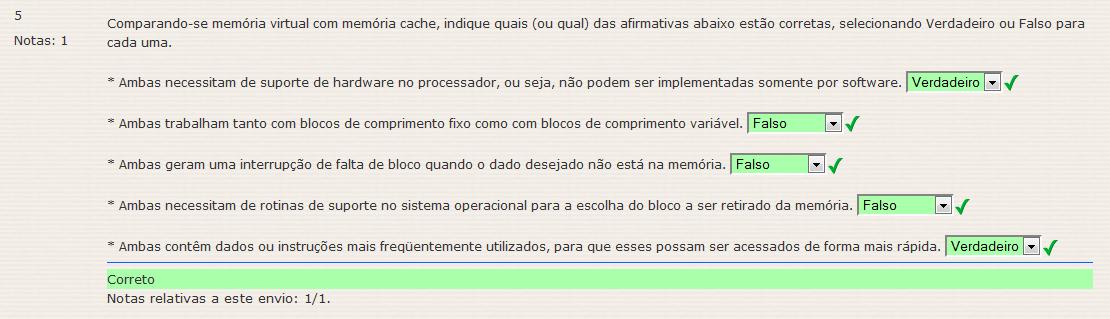 5
Notas: 1
Comparando-se memória virtual com memória cache, indique quais (ou qual) das afirmativas abaixo estão corretas, selecionando Verdadeiro ou Falso para
cada uma.
* Ambas necessitam de suporte de hardware no processador, ou seja, não podem ser implementadas somente por software. Verdadeiro
* Ambas trabalham tanto com blocos de comprimento fixo como com blocos de comprimento variável. Falso
* Ambas geram uma interrupção de falta de bloco quando o dado desejado não está na memória. Falso
* Ambas necessitam de rotinas de suporte no sistema operacional para a escolha do bloco a ser retirado da memória. Falso
* Ambas contêm dados ou instruções mais freqüentemente utilizados, para que esses possam ser acessados de forma mais rápida. Verdadeiro
Correto
Notas relativas a este envio: 1/1.